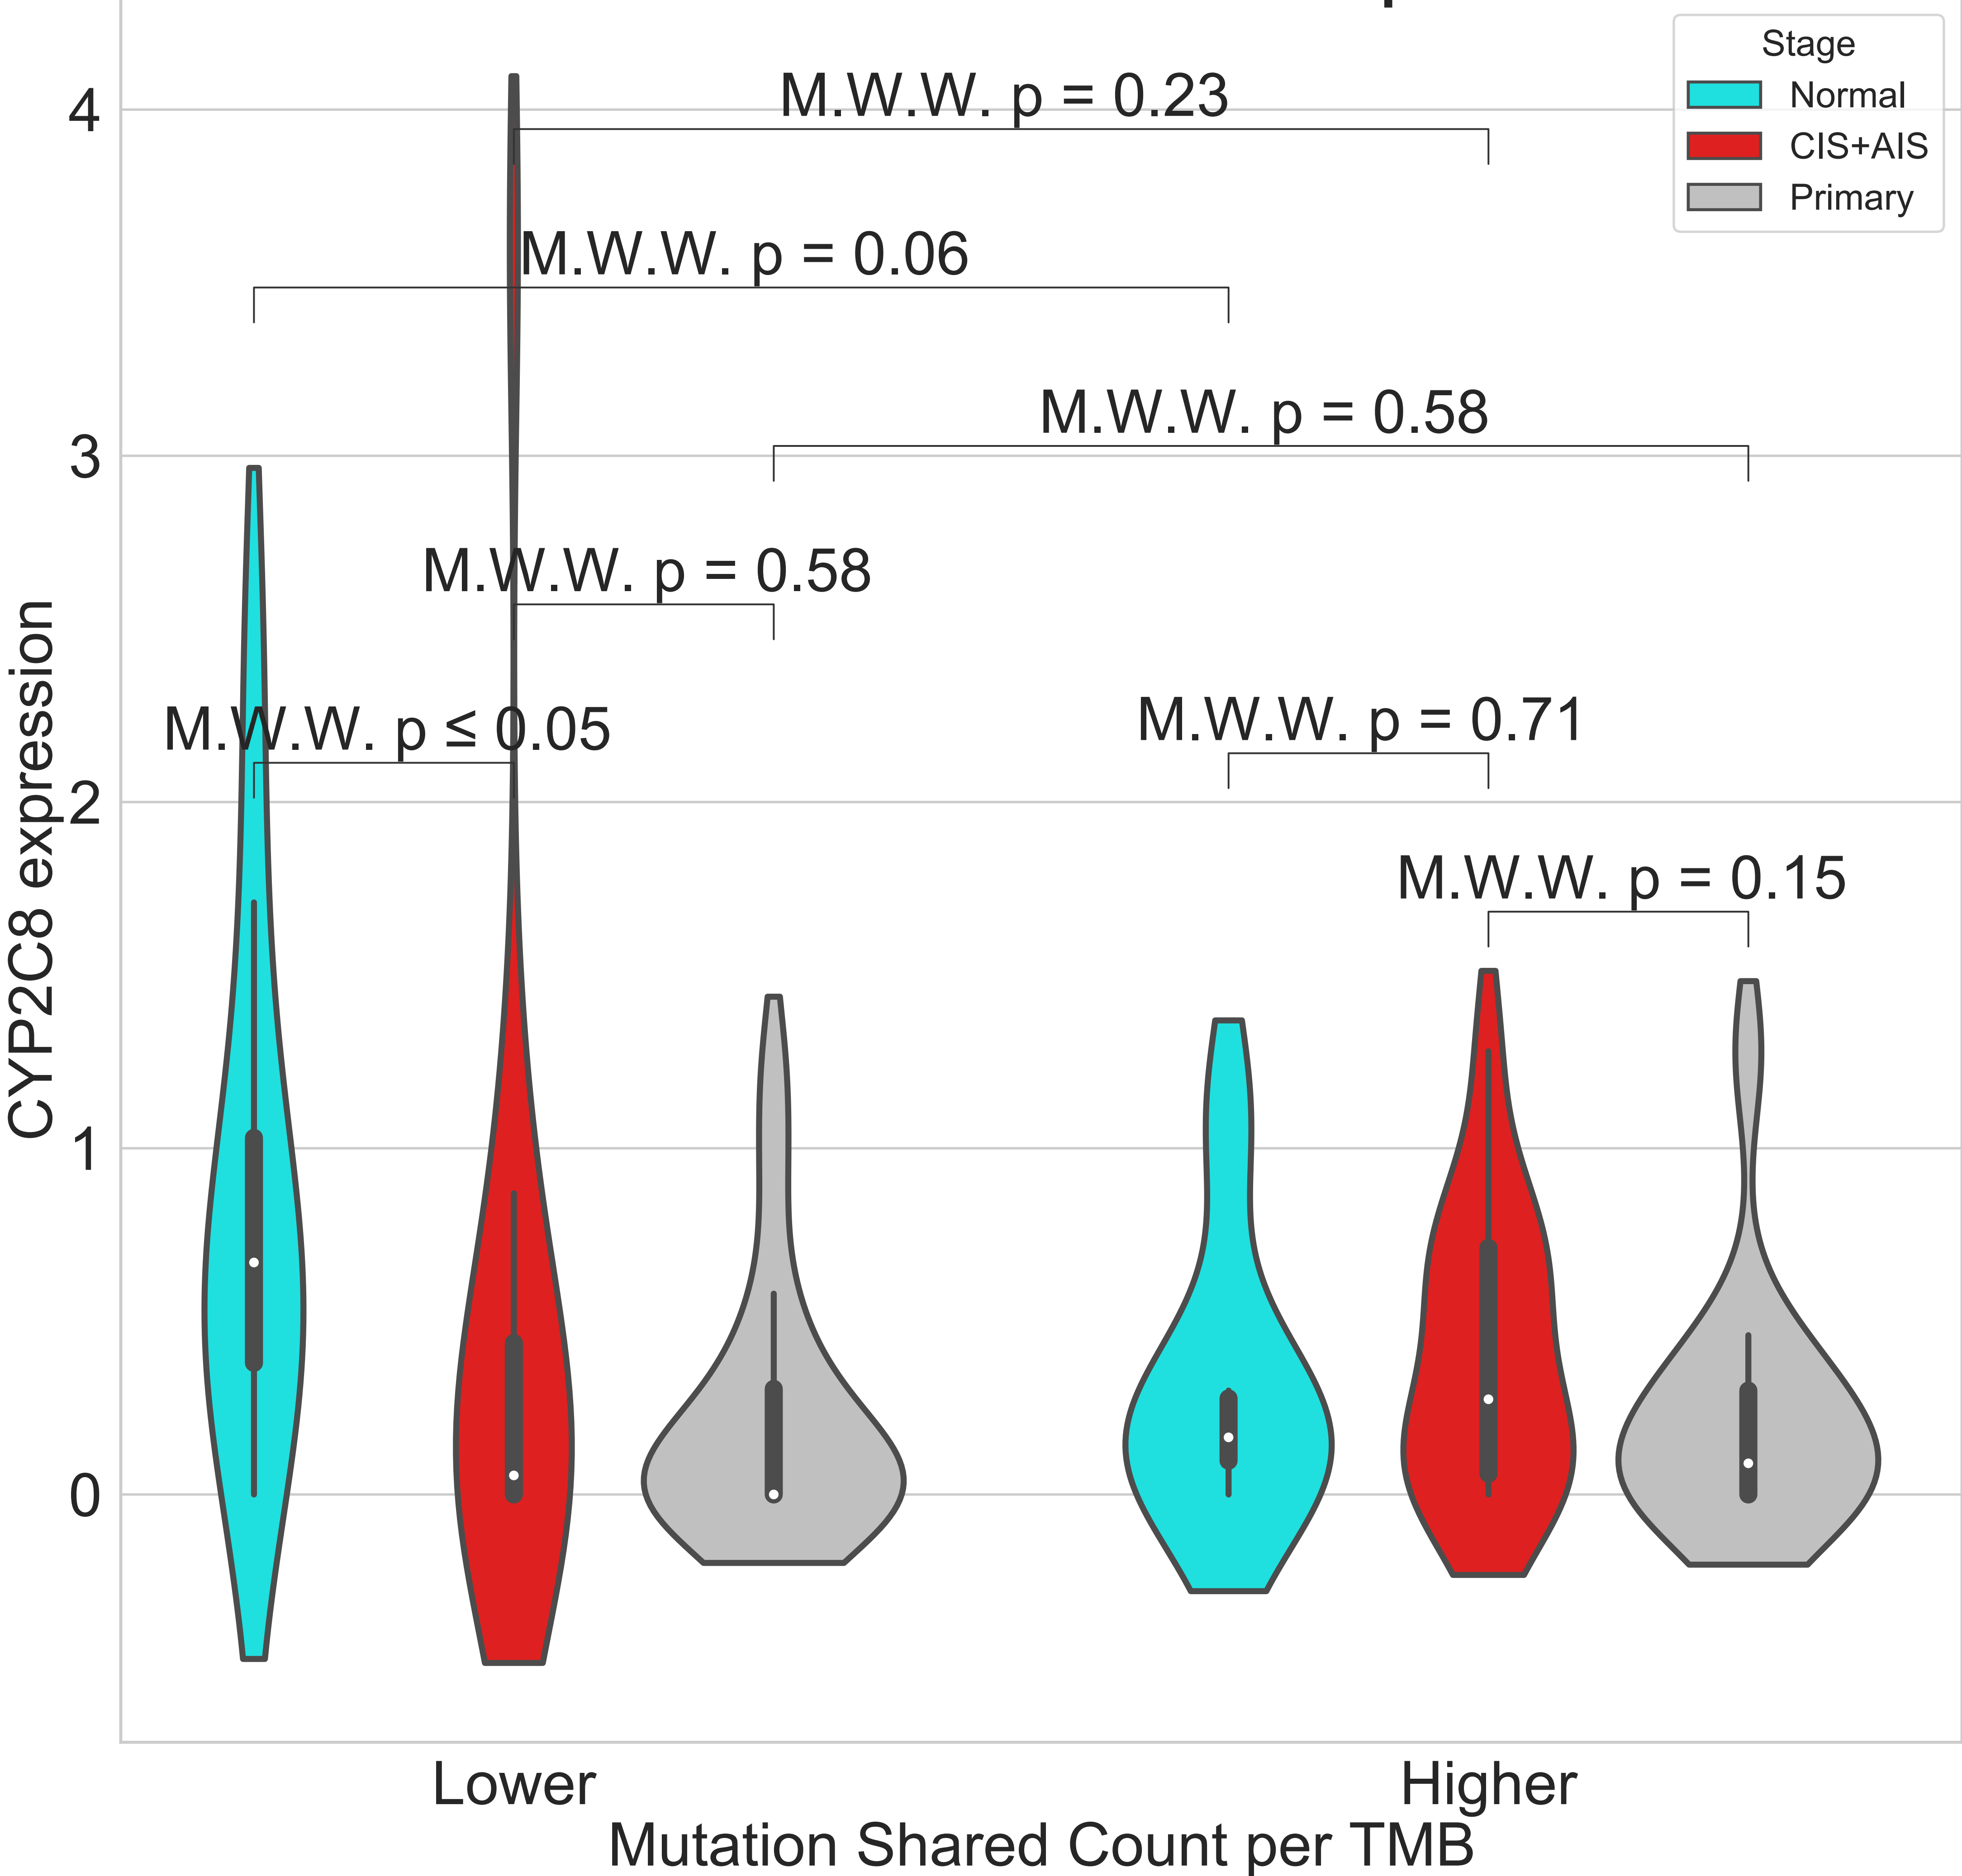 Stage
Normal
CIS+AIS
Primary
M.W.W. p = 0.23
M.W.W. p = 0.06
M.W.W. p = 0.58
M.W.W. p = 0.58
M.W.W. p ≤ 0.05
M.W.W. p = 0.71
M.W.W. p = 0.15
4
3
2
1
0
CYP2C8 expression
Lower
Higher
Mutation Shared Count per TMB